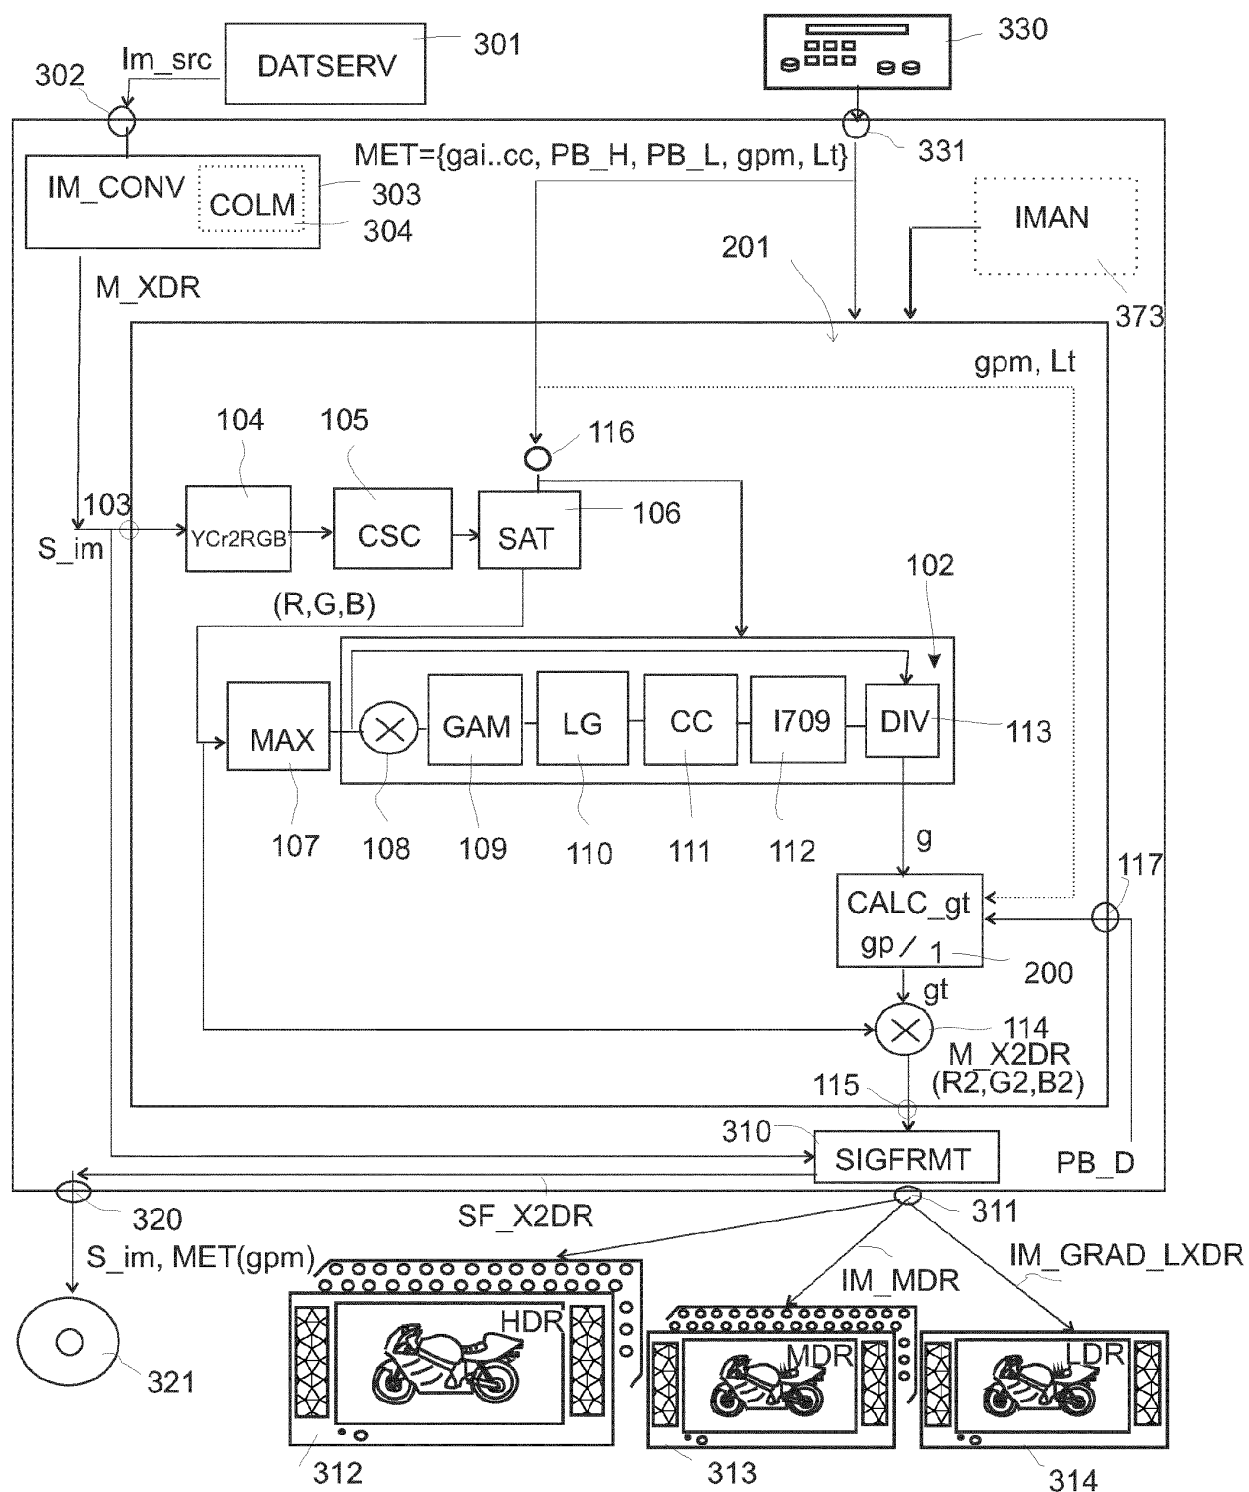 301
330
Im_src
DATSERV
302
331
MET={gai..cc, PB_H, PB_L, gpm, Lt}
IM_CONV
COLM
303
304
IMAN
201
M_XDR
373
gpm, Lt
104
105
116
103
106
YCr2RGB
CSC
SAT
S_im
102
(R,G,B)
MAX
GAM
LG
CC
I709
DIV
113
107
108
109
110
111
112
g
117
CALC_gt
gp / 1
200
gt
114
M_X2DR
(R2,G2,B2)
115
310
SIGFRMT
PB_D
320
SF_X2DR
311
S_im, MET(gpm)
IM_MDR
IM_GRAD_LXDR
HDR
MDR
LDR
321
312
313
314